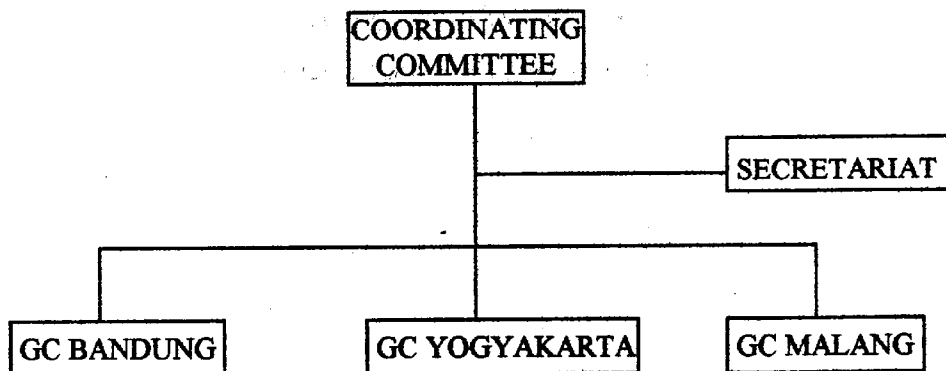 COORDINATING
COMMITTEE
SECRETARIAT
GC BANDUNG
GC YOGYAKARTA
GC MALANG